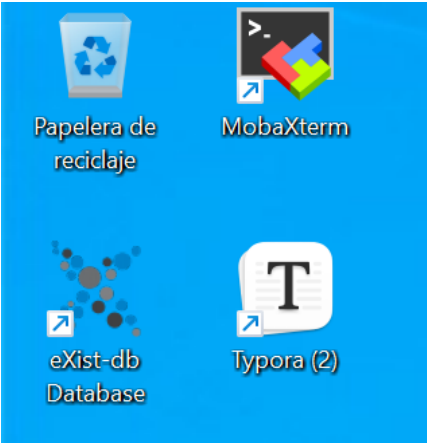 >_
Papelera de
reciclaje
MobaXterm
T
eXist-db
Database
Typora (2)